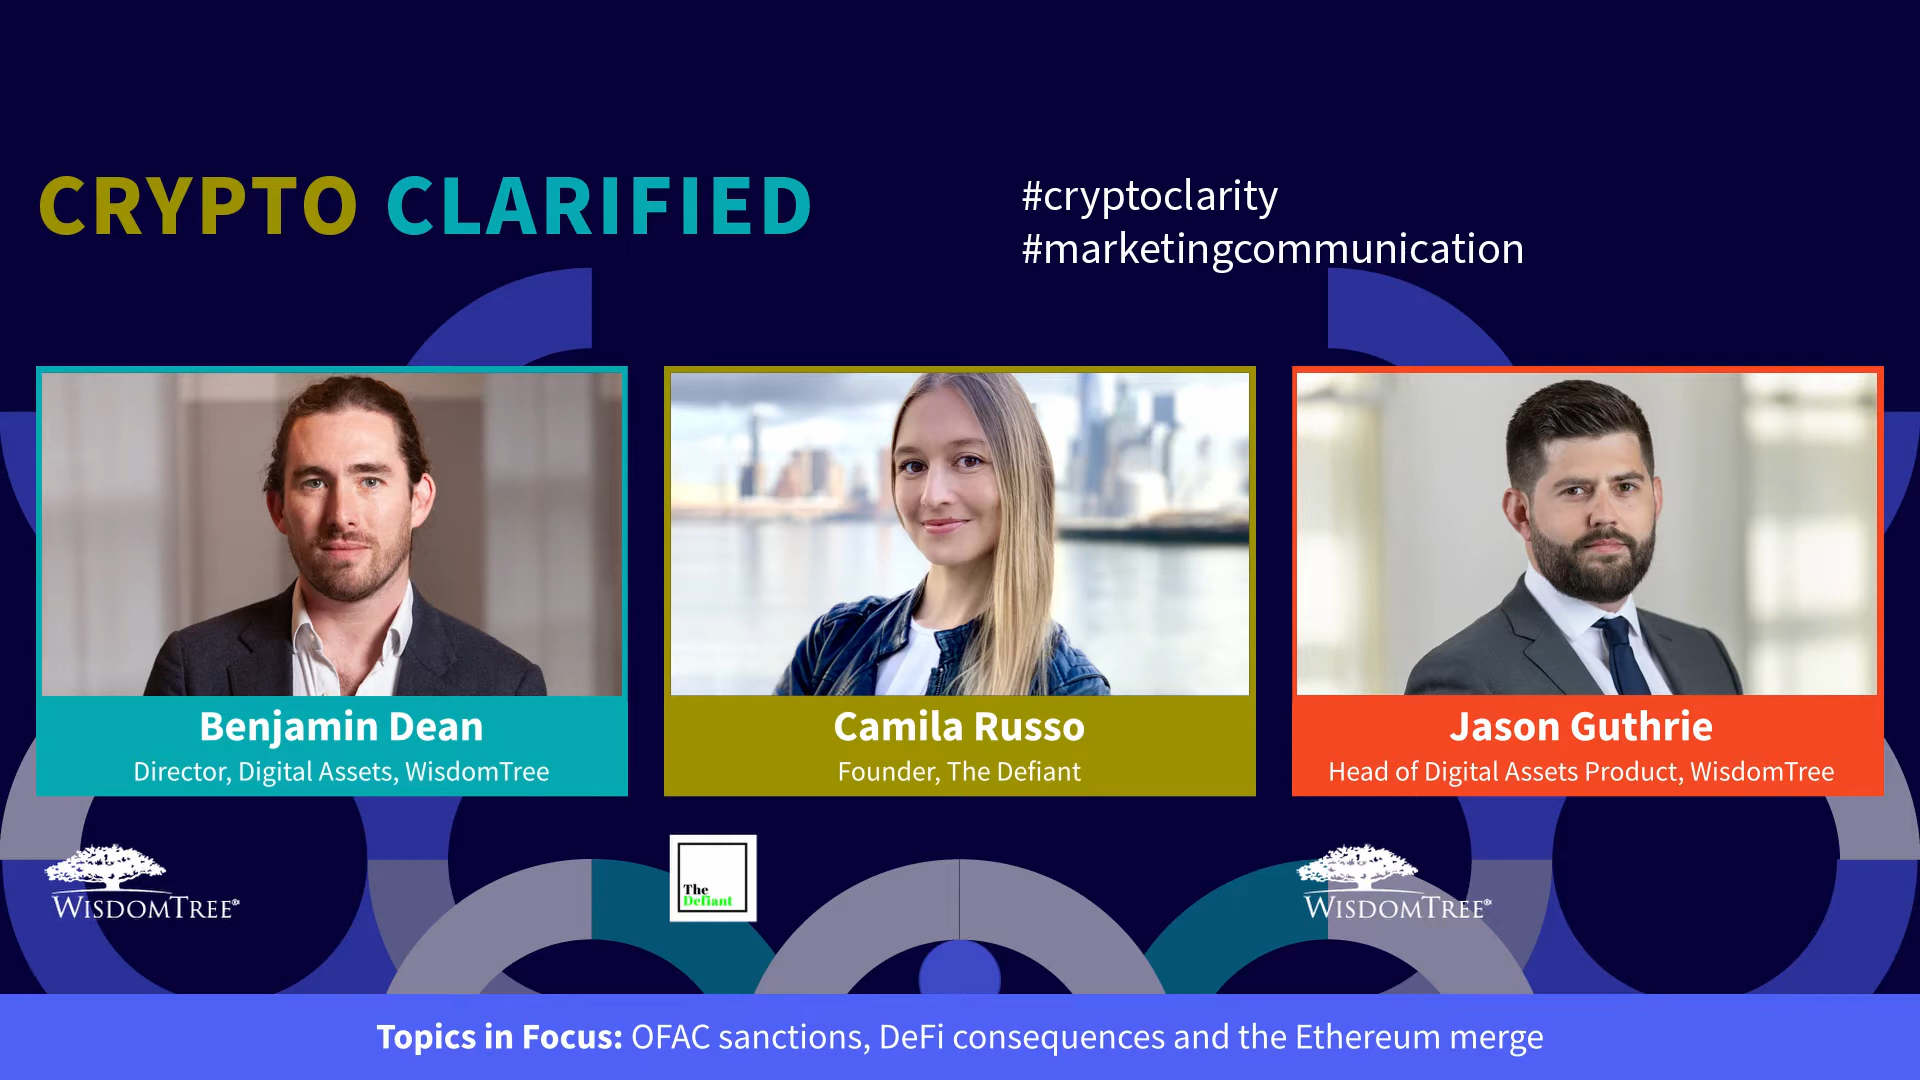 CRYPTO CLARIFIED
#cryptoclarity
#marketingcommunication
Benjamin Dean
Director, Digital Assets, WisdomTree
Camila Russo
Founder, The Defiant
Jason Guthrie
Head of Digital Assets Product, WisdomTree
WISDOMTREE®
The
Defiant
WISDOMTREE®
Topics in Focus: OFAC sanctions, DeFi consequences and the Ethereum merge